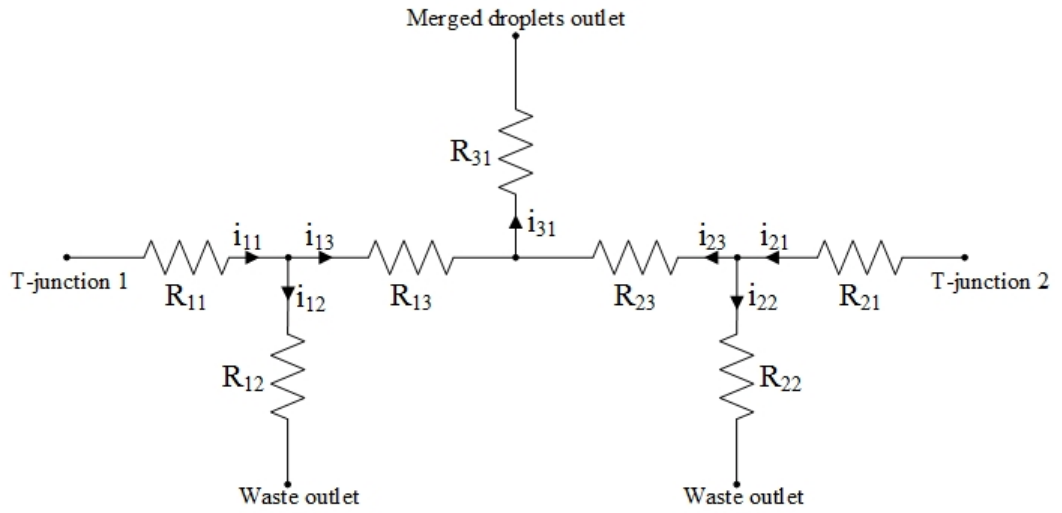 Merged droplets outlet
R31
i31
i11
i13
i23
i21
T-junction 1
R11
i12
R13
R23
i22
R21
T-junction 2
R12
R22
Waste outlet
Waste outlet